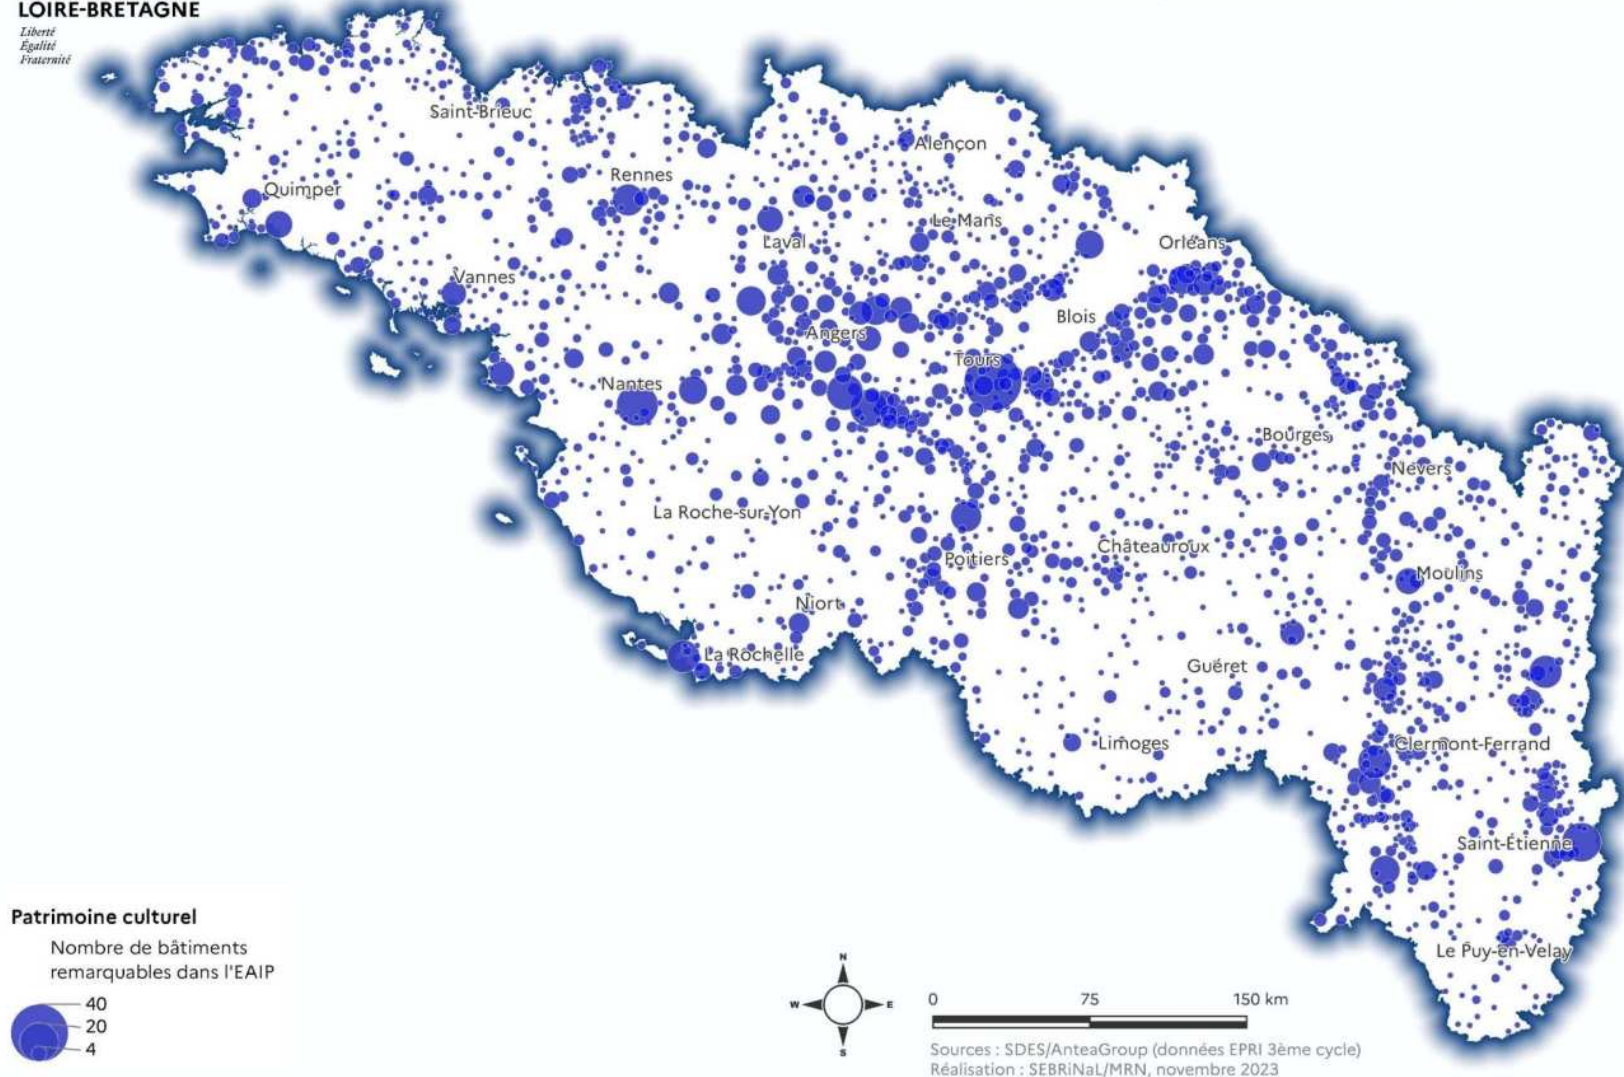 LOIRE-BRETAGNE
Liberté
Égalité
Fraternité
Saint-Brieuc
Alençon
Rennes
Quimper
Le Mans
Laval
Orléans
Vannes
Blois
Angers
Tours
Nantes
Bourges
Nevers
La Roche-sur-Yon
Châteauroux
Poitiers
Moulins
Niort
La Rochelle
Guéret
Limoges
Clermont-Ferrand
Saint-Étienne
Le Puy-en-Velay
Patrimoine culturel
Nombre de bâtiments
remarquables dans l'EAIP
40
20
4
N
W E
S
0 75 150 km
Sources : SDES/AnteaGroup (données EPRI 3ème cycle)
Réalisation : SEBRiNaL/MRN, novembre 2023